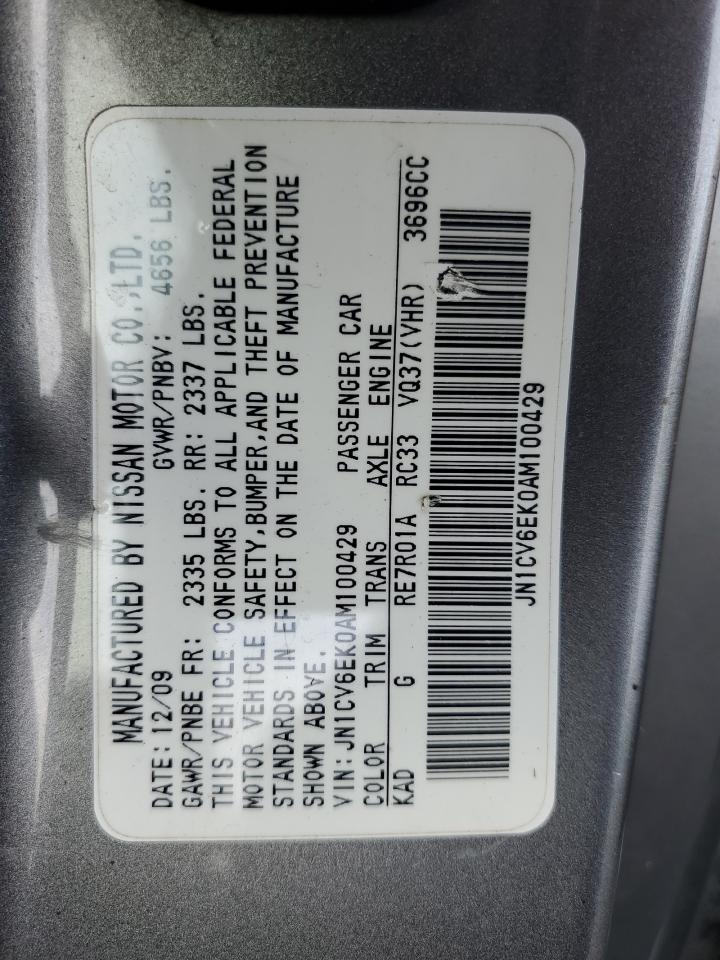 MANUFACTURED BY NISSAN MOTOR CO.,LTD.
DATE: 12/09 GVWR/PNBV: 4656 LBS.
GAWR/PNBE FR: 2335 LBS. RR: 2337 LBS.
THIS VEHICLE CONFORMS TO ALL APPLICABLE FEDERAL
MOTOR VEHICLE SAFETY,BUMPER,AND THEFT PREVENTION
STANDARDS IN EFFECT ON THE DATE OF MANUFACTURE
SHOWN ABOVE.
VIN:JN1CV6EK0AM100429 PASSENGER CAR
COLOR TRIM TRANS AXLE ENGINE
KAD G RE7R01A RC33 VQ37(VHR) 3696CC
JN1CV6EK0AM100429